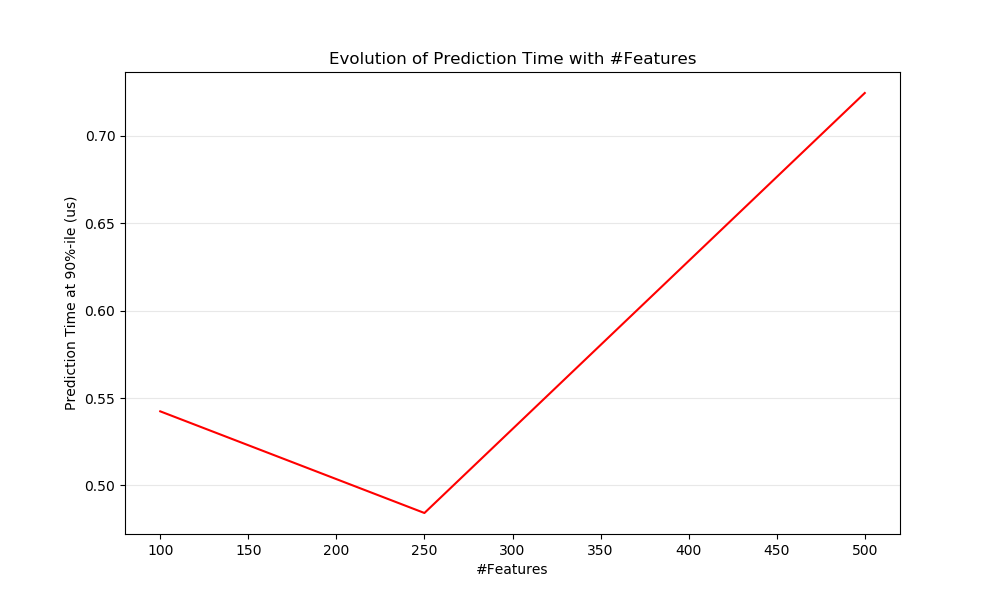 Evolution of Prediction Time with #Features
Prediction Time at 90%-ile (us)
0.70
0.65
0.60
0.55
0.50
100 150 200 250 300 350 400 450 500
#Features